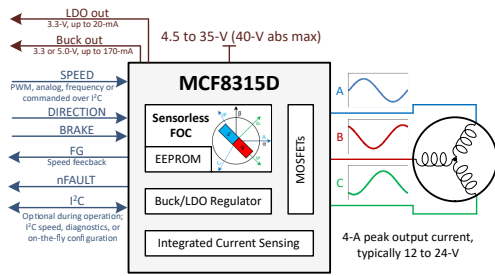 LDO out
3.3-V, up to 20-mA
Buck out
3.3 or 5.0-V, up to 170-mA
4.5 to 35-V (40-V abs max)
SPEED
PWM, analog, frequency or
commanded over I²C
DIRECTION
BRAKE
FG
Speed feedback
nFAULT
I²C
Optional during operation;
I²C speed, diagnostics, or
on-the-fly configuration
MCF8315D
Sensorless
FOC
EEPROM
β
α
MOSFETs
Buck/LDO Regulator
Integrated Current Sensing
A
B
C
4-A peak output current,
typically 12 to 24-V